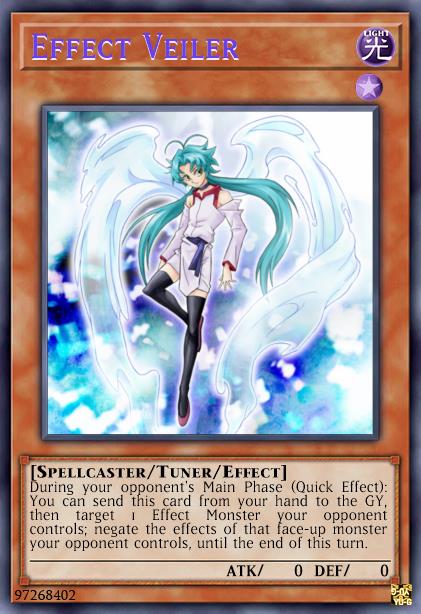 Effect Veiler
LIGHT
光
[Spellcaster/Tuner/Effect]
During your opponent's Main Phase (Quick Effect):
You can send this card from your hand to the GY,
then target 1 Effect Monster your opponent
controls; negate the effects of that face-up monster
your opponent controls, until the end of this turn.
ATK/ 0 DEF/ 0
97268402